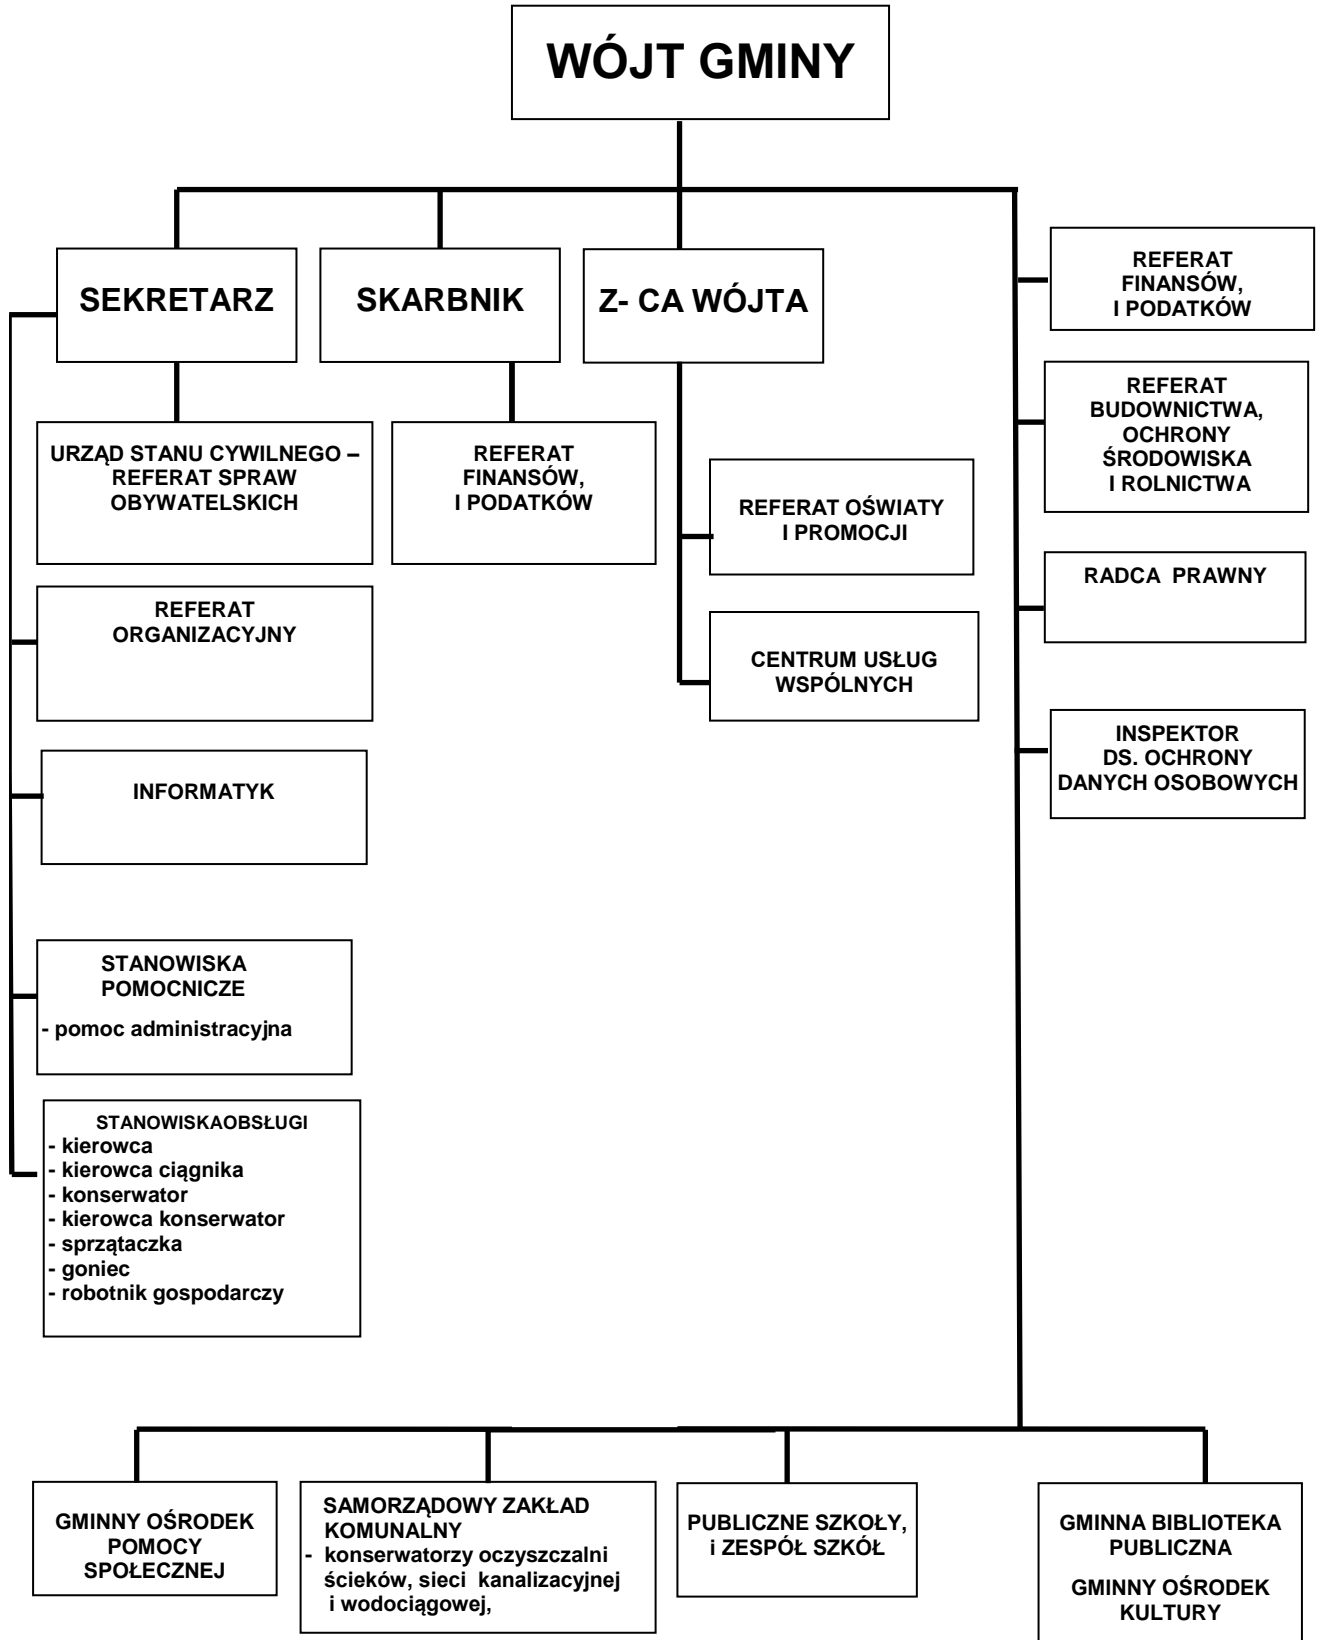 WÓJT GMINY
SEKRETARZ
SKARBNIK
Z- CA WÓJTA
REFERAT
FINANSÓW,
I PODATKÓW
REFERAT
BUDOWNICTWA,
OCHRONY
ŚRODOWISKA
I ROLNICTWA
RADCA  PRAWNY
INSPEKTOR
DS. OCHRONY
DANYCH OSOBOWYCH
URZĄD STANU CYWILNEGO –
REFERAT SPRAW
OBYWATELSKICH
REFERAT
FINANSÓW,
I PODATKÓW
REFERAT OŚWIATY
I PROMOCJI
CENTRUM USŁUG
WSPÓLNYCH
REFERAT
ORGANIZACYJNY
INFORMATYK
STANOWISKA
POMOCNICZE
- pomoc administracyjna
STANOWISKAOBSŁUGI
- kierowca
- kierowca ciągnika
- konserwator
- kierowca konserwator
- sprzątaczka
- goniec
- robotnik gospodarczy
GMINNY OŚRODEK
POMOCY
SPOŁECZNEJ
SAMORZĄDOWY ZAKŁAD
KOMUNALNY
- konserwatorzy oczyszczalni
ścieków, sieci  kanalizacyjnej
i wodociągowej,
PUBLICZNE SZKOŁY,
i ZESPÓŁ SZKÓŁ
GMINNA BIBLIOTEKA
PUBLICZNA
GMINNY OŚRODEK
KULTURY